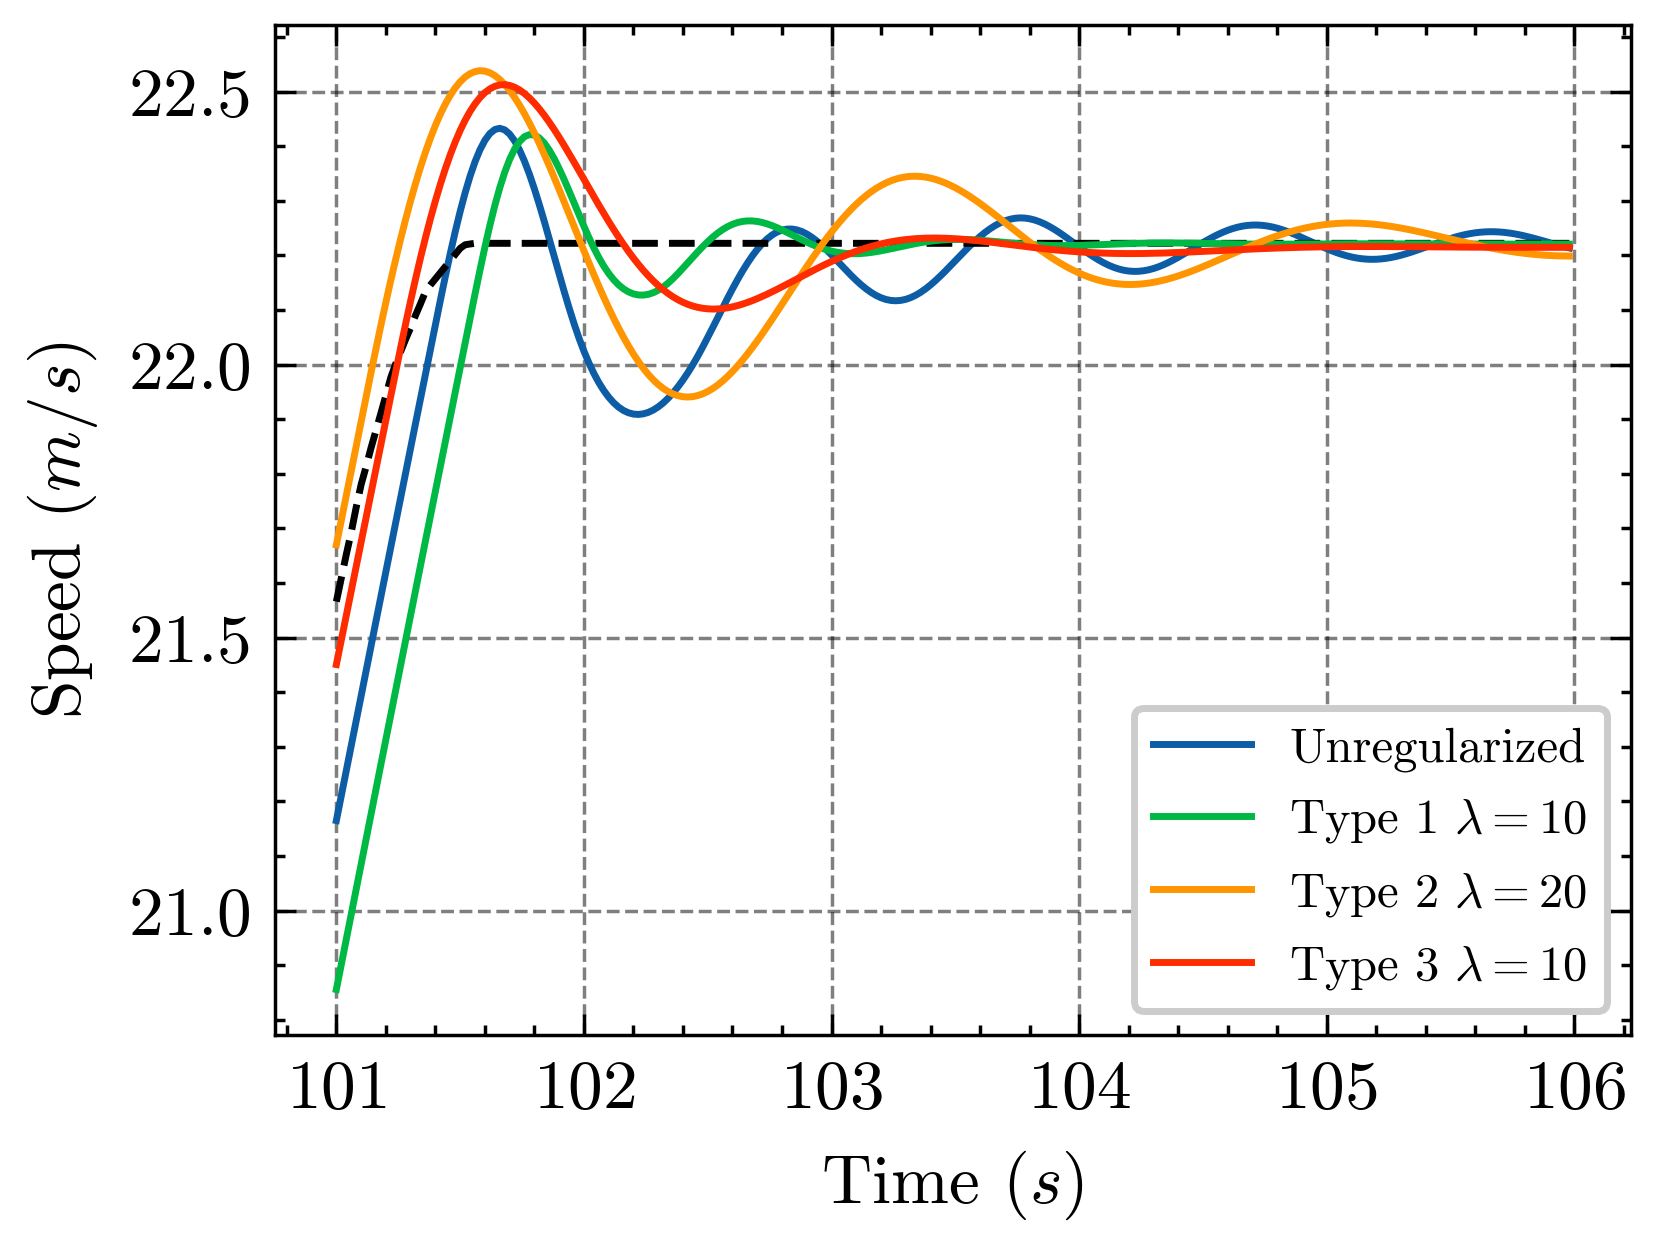 22.5
22.0
21.5
21.0
Speed (m/s)
101 102 103 104 105 106
Time (s)
Unregularized
Type 1 λ = 10
Type 2 λ = 20
Type 3 λ = 10